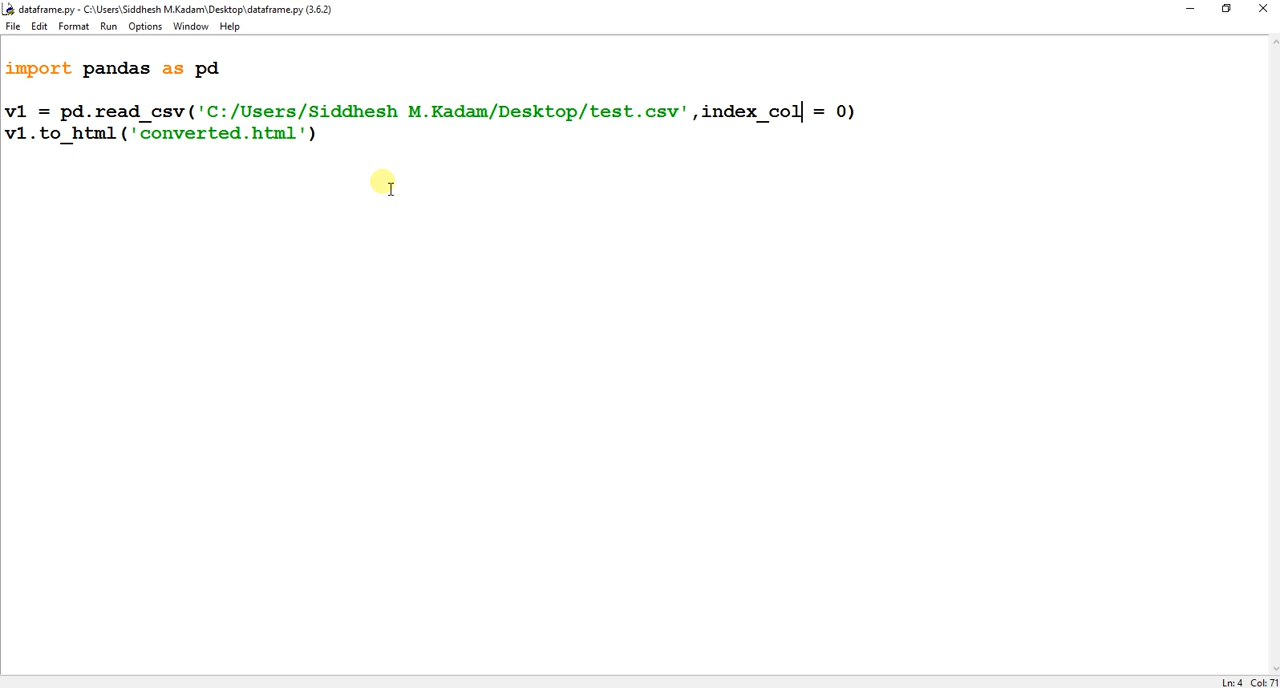 dataframe.py - C:\Users\Siddhesh M.Kadam\Desktop\dataframe.py (3.6.2)
File Edit Format Run Options Window Help
import pandas as pd
v1 = pd.read_csv('C:/Users/Siddhesh M.Kadam/Desktop/test.csv',index_col = 0)
v1.to_html('converted.html')
Ln: 4 Col: 71